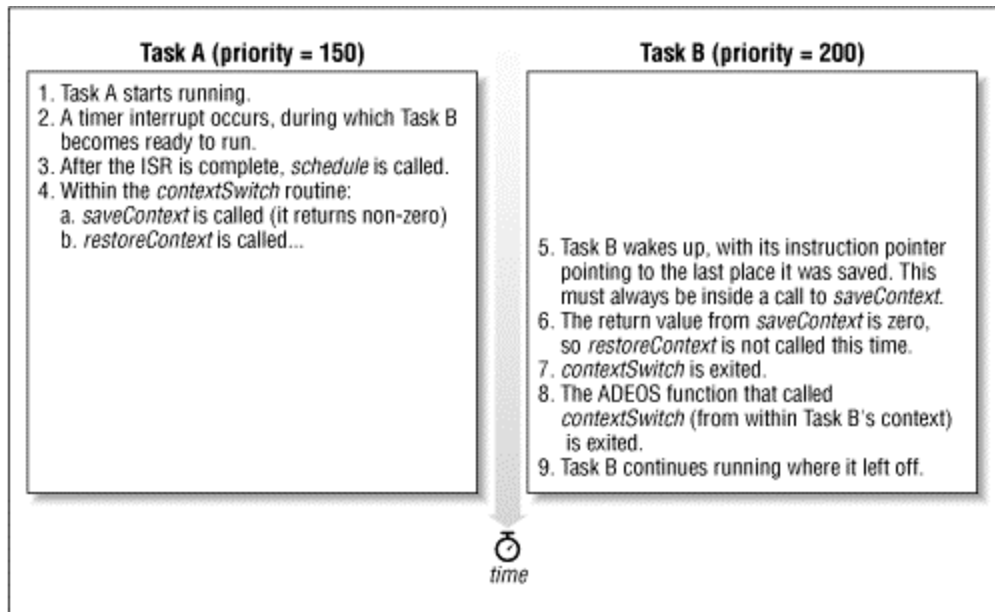 Task A (priority = 150)
1. Task A starts running.
2. A timer interrupt occurs, during which Task B
becomes ready to run.
3. After the ISR is complete, schedule is called.
4. Within the contextSwitch routine:
a. saveContext is called (it returns non-zero)
b. restoreContext is called...
Task B (priority = 200)
5. Task B wakes up, with its instruction pointer
pointing to the last place it was saved. This
must always be inside a call to saveContext.
6. The return value from saveContext is zero,
so restoreContext is not called this time.
7. contextSwitch is exited.
8. The ADEOS function that called
contextSwitch (from within Task B's context)
is exited.
9. Task B continues running where it left off.
time